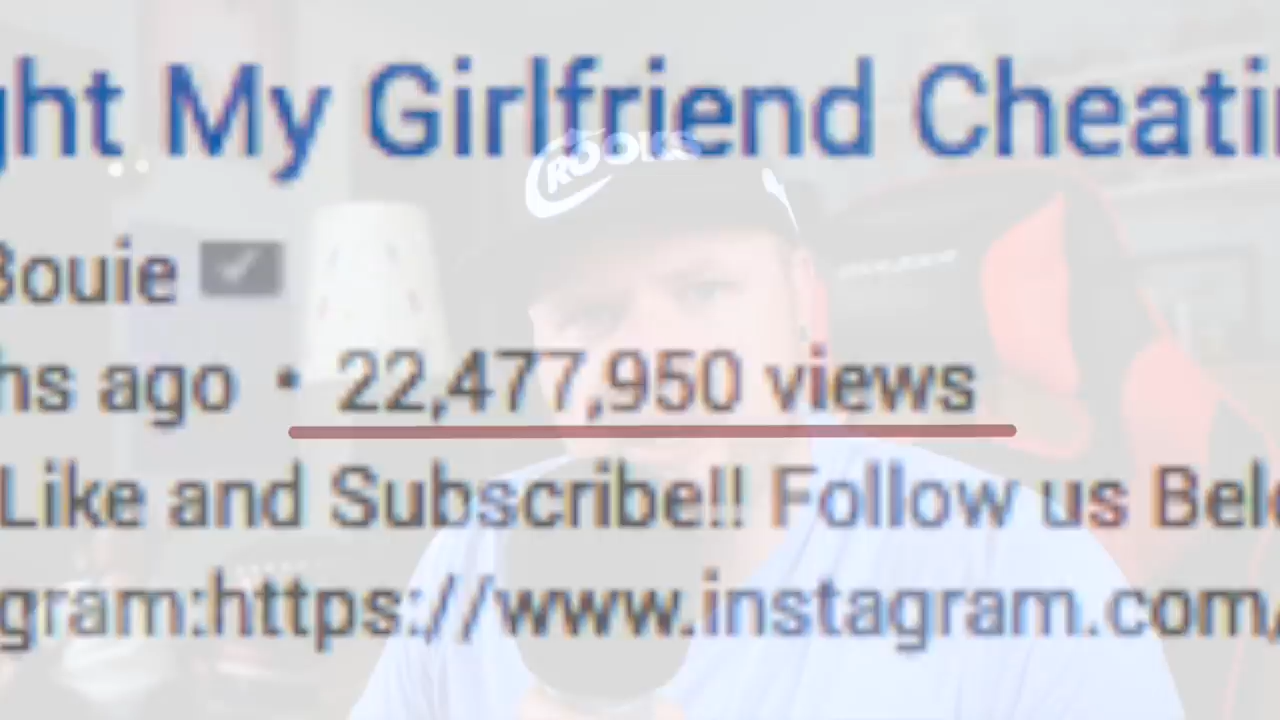 ght My Girlfriend Cheati
CROOKS
Bouie
hs ago • 22,477,950 views
Like and Subscribe!! Follow us Bel
gram:https://www.instagram.com/